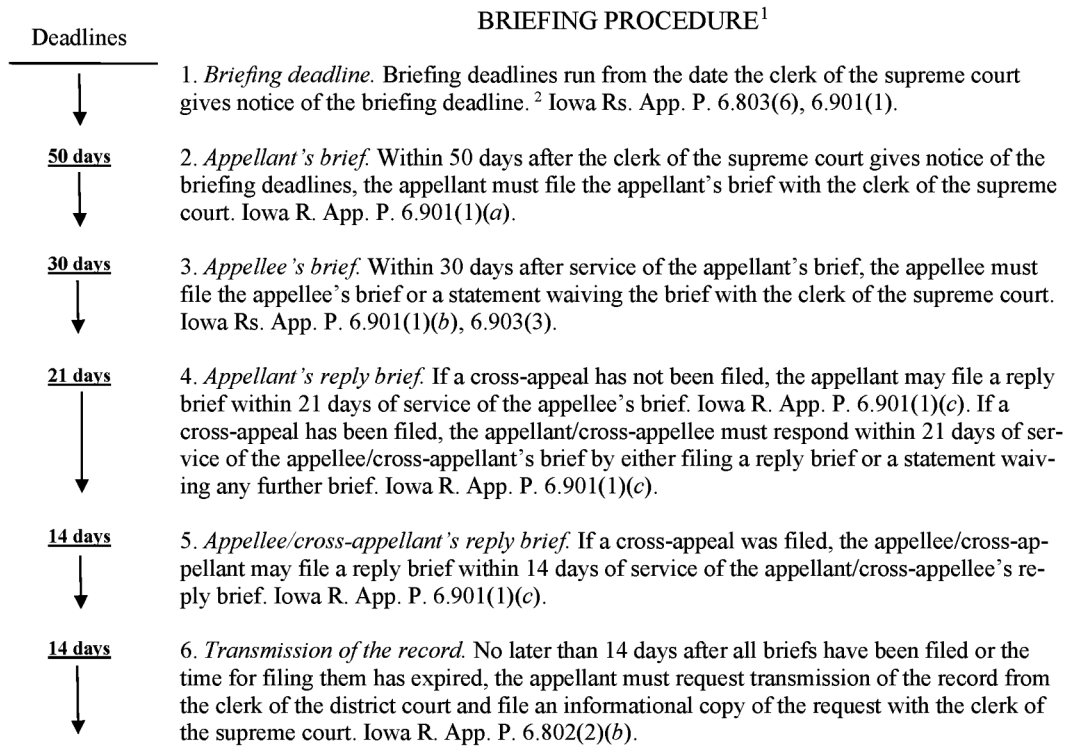 BRIEFING PROCEDURE1
Deadlines
1. Briefing deadline. Briefing deadlines run from the date the clerk of the supreme court
gives notice of the briefing deadline. 2 Iowa Rs. App. P. 6.803(6), 6.901(1).
50 days
2. Appellant’s brief. Within 50 days after the clerk of the supreme court gives notice of the
briefing deadlines, the appellant must file the appellant’s brief with the clerk of the supreme
court. Iowa R. App. P. 6.901(1)(a).
30 days
3. Appellee’s brief. Within 30 days after service of the appellant’s brief, the appellee must
file the appellee’s brief or a statement waiving the brief with the clerk of the supreme court.
Iowa Rs. App. P. 6.901(1)(b), 6.903(3).
21 days
4. Appellant’s reply brief. If a cross-appeal has not been filed, the appellant may file a reply
brief within 21 days of service of the appellee’s brief. Iowa R. App. P. 6.901(1)(c). If a
cross-appeal has been filed, the appellant/cross-appellee must respond within 21 days of ser-
vice of the appellee/cross-appellant’s brief by either filing a reply brief or a statement waiv-
ing any further brief. Iowa R. App. P. 6.901(1)(c).
14 days
5. Appellee/cross-appellant’s reply brief. If a cross-appeal was filed, the appellee/cross-ap-
pellant may file a reply brief within 14 days of service of the appellant/cross-appellee’s re-
ply brief. Iowa R. App. P. 6.901(1)(c).
14 days
6. Transmission of the record. No later than 14 days after all briefs have been filed or the
time for filing them has expired, the appellant must request transmission of the record from
the clerk of the district court and file an informational copy of the request with the clerk of
the supreme court. Iowa R. App. P. 6.802(2)(b).